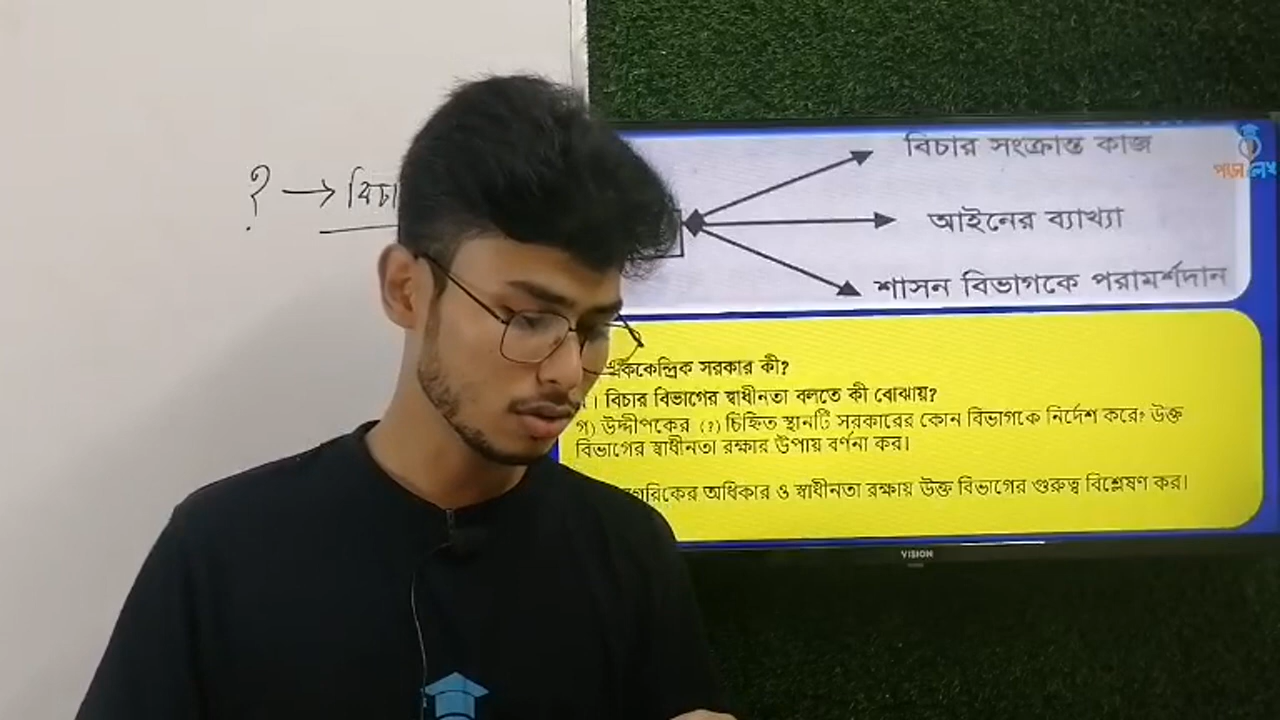 ? → বিচা
বিচার সংক্রান্ত কাজ
আইনের ব্যাখ্যা
শাসন বিভাগকে পরামর্শদান
এককেন্দ্রিক সরকার কী?
। বিচার বিভাগের স্বাধীনতা বলতে কী বোঝায়?
গ) উদ্দীপকের (?) চিহ্নিত স্থানটি সরকারের কোন বিভাগকে নির্দেশ করে? উক্ত
বিভাগের স্বাধীনতা রক্ষার উপায় বর্ণনা কর।
গরিকের অধিকার ও স্বাধীনতা রক্ষায় উক্ত বিভাগের গুরুত্ব বিশ্লেষণ কর।
VISION